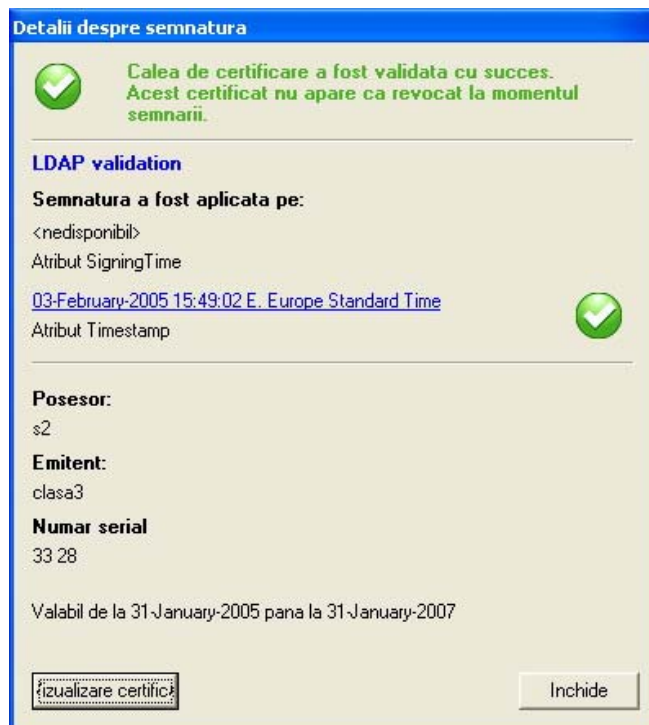 Detalii despre semnatura
Calea de certificare a fost validata cu succes.
Acest certificat nu apare ca revocat la momentul
semnarii.
LDAP validation
Semnatura a fost aplicata pe:
<nedisponibil>
Atribut SigningTime
03-February-2005 15:49:02 E. Europe Standard Time
Atribut Timestamp
Posesor:
s2
Emitent:
clasa3
Numar serial
33 28
Valabil de la 31-January-2005 pana la 31-January-2007
izualizare certific
Inchide